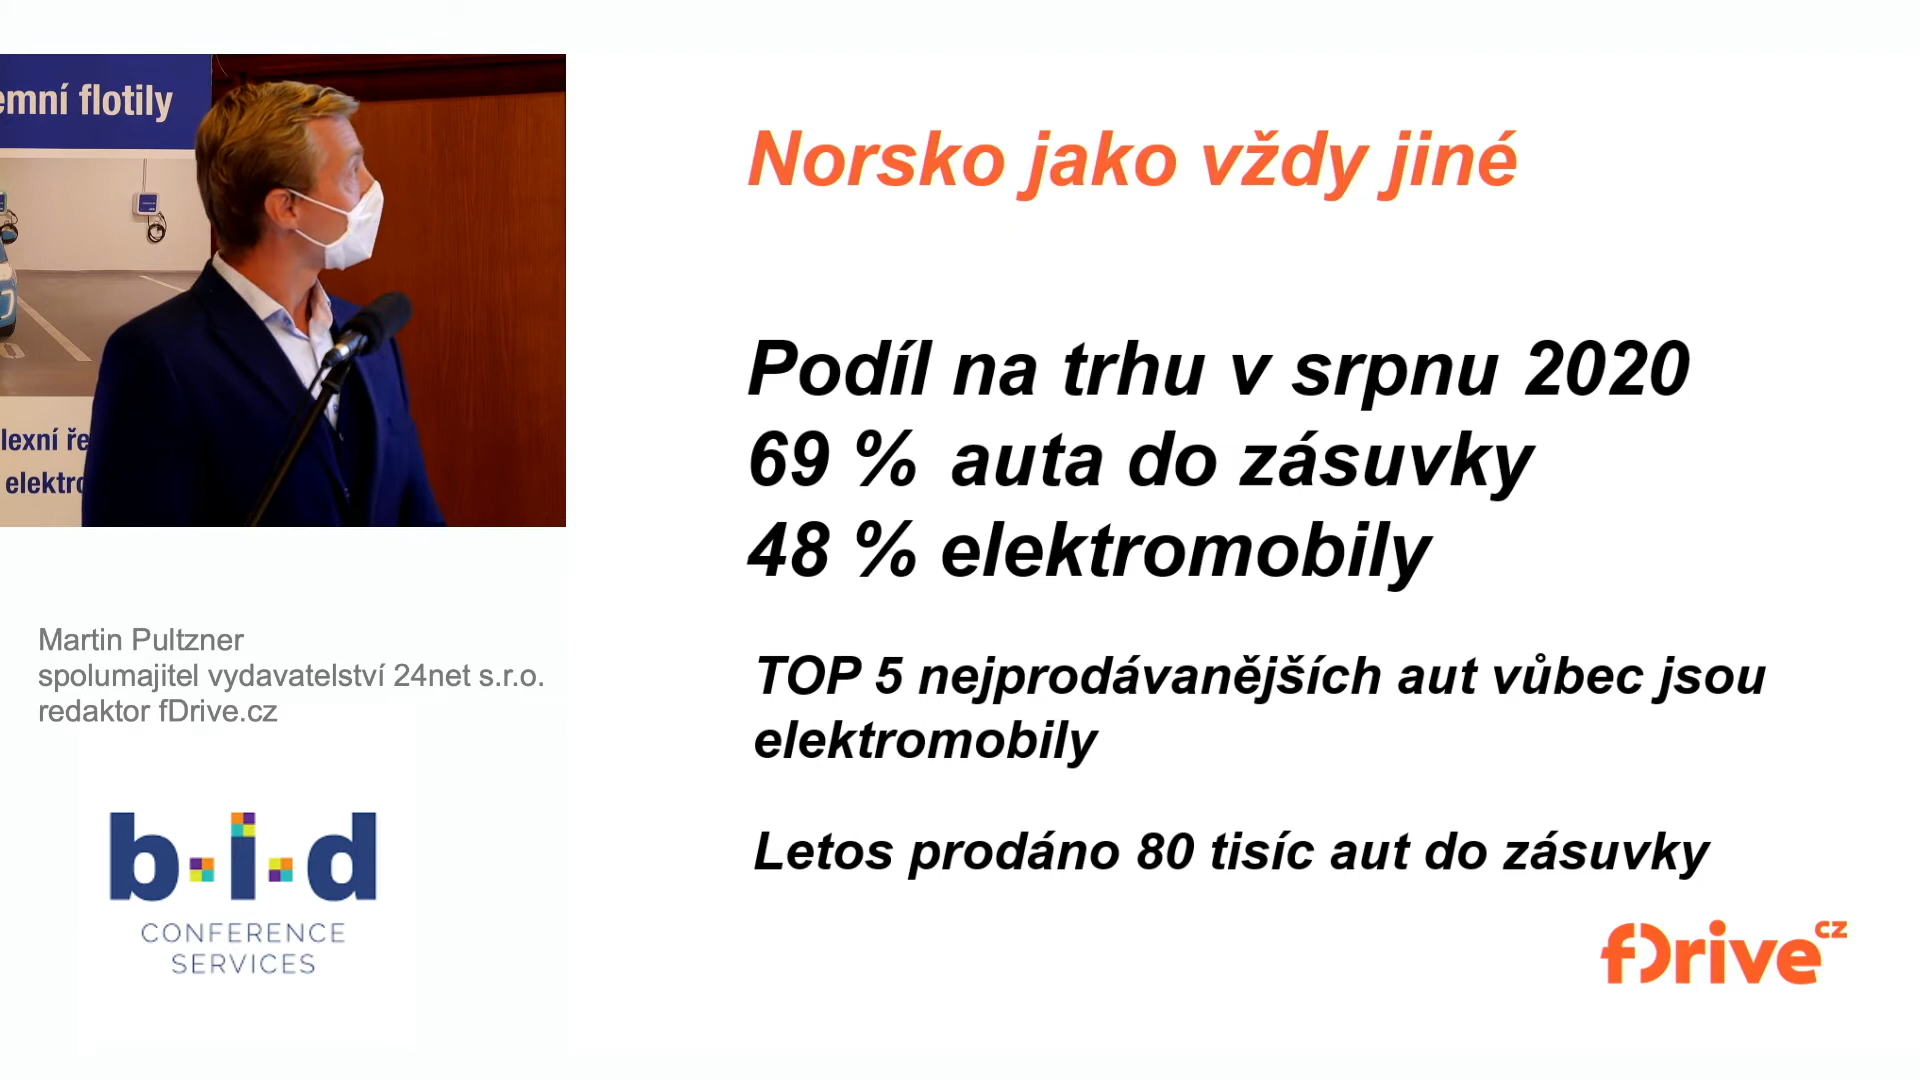 emní flotily
lexní ře
elektro
Martin Pultzner
spolumajitel vydavatelství 24net s.r.o.
redaktor fDrive.cz
b·i·d
CONFERENCE
SERVICES
Norsko jako vždy jiné
Podíl na trhu v srpnu 2020
69 % auta do zásuvky
48 % elektromobily
TOP 5 nejprodávanějších aut vůbec jsou
elektromobily
Letos prodáno 80 tisíc aut do zásuvky
fDrive CZ